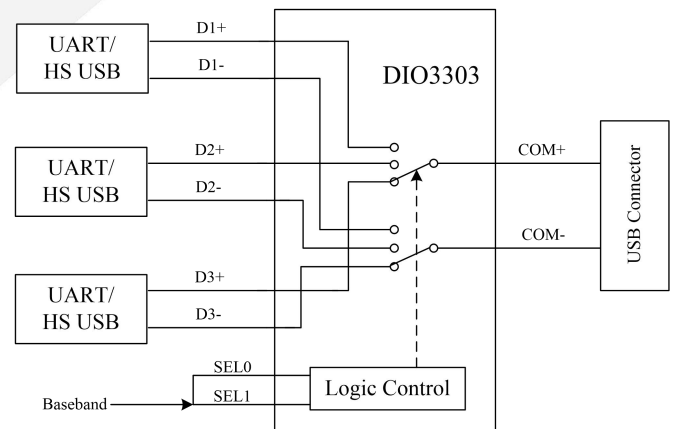 UART/
HS USB
D1+
D1-
DIO3303
UART/
HS USB
D2+
D2-
COM+
COM-
USB Connector
UART/
HS USB
D3+
D3-
SEL0
SEL1
Baseband
Logic Control